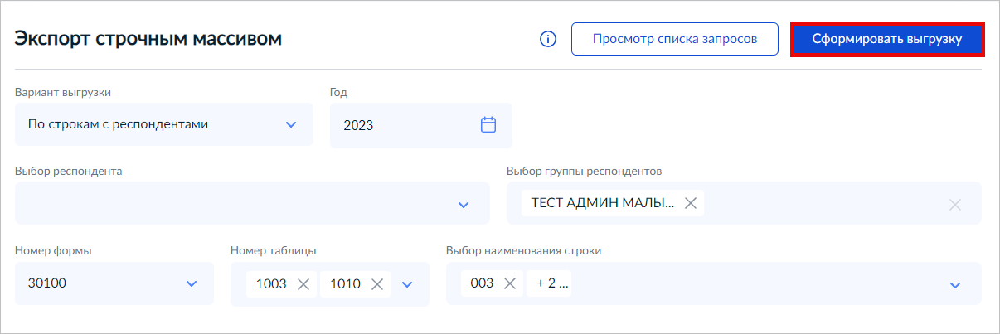 Экспорт строчным массивом
Просмотр списка запросов
Сформировать выгрузку
Вариант выгрузки
Год
По строкам с респондентами
2023
Выбор респондента
Выбор группы респондентов
ТЕСТ АДМИН МАЛЫ...
Номер формы
Номер таблицы
Выбор наименования строки
30100
1003
1010
003
+ 2 ...